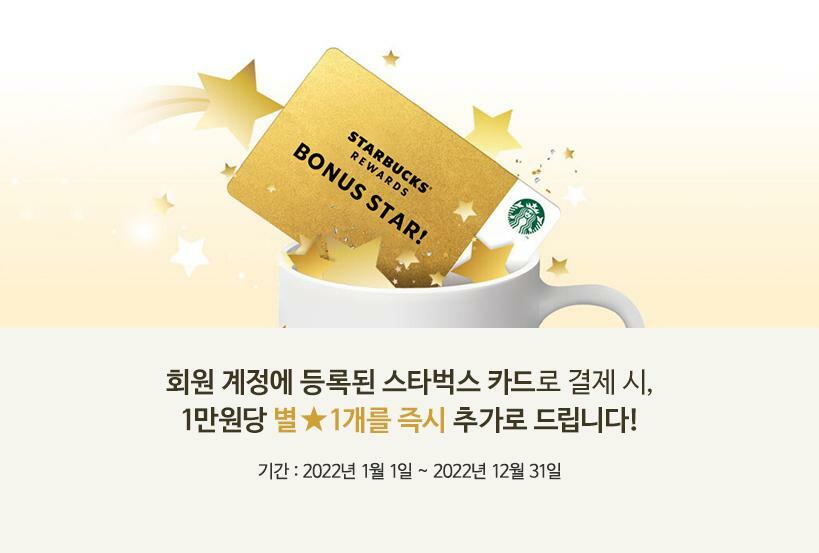 STARBUCKS®
REWARDS
BONUS STAR!
회원 계정에 등록된 스타벅스 카드로 결제 시,
1만원당 별★1개를 즉시 추가로 드립니다!
기간 : 2022년 1월 1일 ~ 2022년 12월 31일